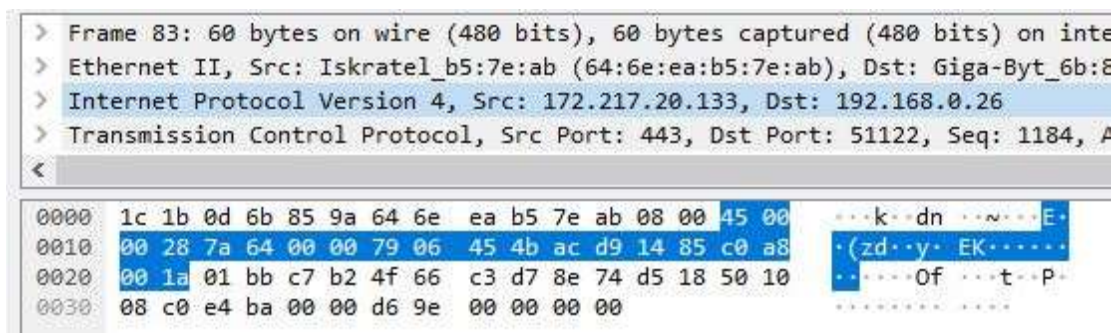 > Frame 83: 60 bytes on wire (480 bits), 60 bytes captured (480 bits) on inte
> Ethernet II, Src: Iskratel_b5:7e:ab (64:6e:ea:b5:7e:ab), Dst: Giga-Byt_6b:8
> Internet Protocol Version 4, Src: 172.217.20.133, Dst: 192.168.0.26
> Transmission Control Protocol, Src Port: 443, Dst Port: 51122, Seq: 1184, A
<
0000 1c 1b 0d 6b 85 9a 64 6e ea b5 7e ab 08 00 45 00 ···k··dn ··~···E·
0010 00 28 7a 64 00 00 79 06 45 4b ac d9 14 85 c0 a8 ·(zd··y· EK······
0020 00 1a 01 bb c7 b2 4f 66 c3 d7 8e 74 d5 18 50 10 ······Of ···t··P·
0030 08 c0 e4 ba 00 00 d6 9e 00 00 00 00 ········ ····